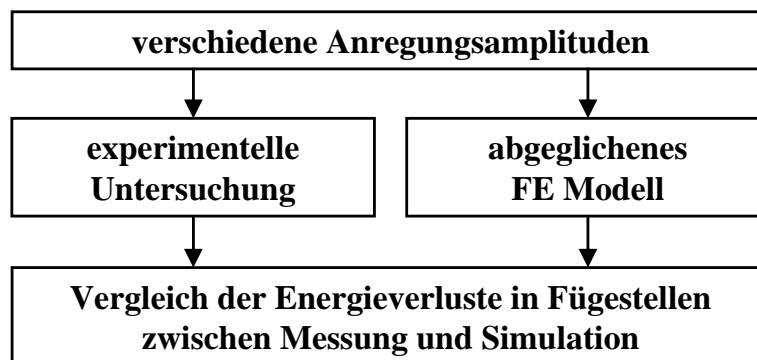 verschiedene Anregungsamplituden
experimentelle
Untersuchung
abgeglichenes
FE Modell
Vergleich der Energieverluste in Fügestellen
zwischen Messung und Simulation